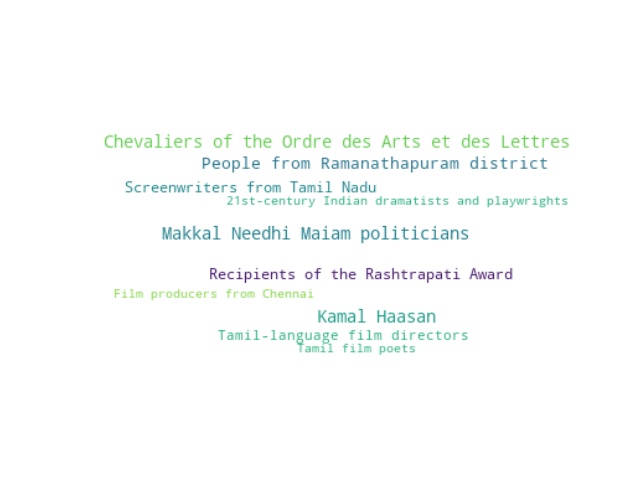 Chevaliers of the Ordre des Arts et des Lettres
People from Ramanathapuram district
Screenwriters from Tamil Nadu
21st-century Indian dramatists and playwrights
Makkal Needhi Maiam politicians
Recipients of the Rashtrapati Award
Film producers from Chennai
Kamal Haasan
Tamil-language film directors
Tamil film poets